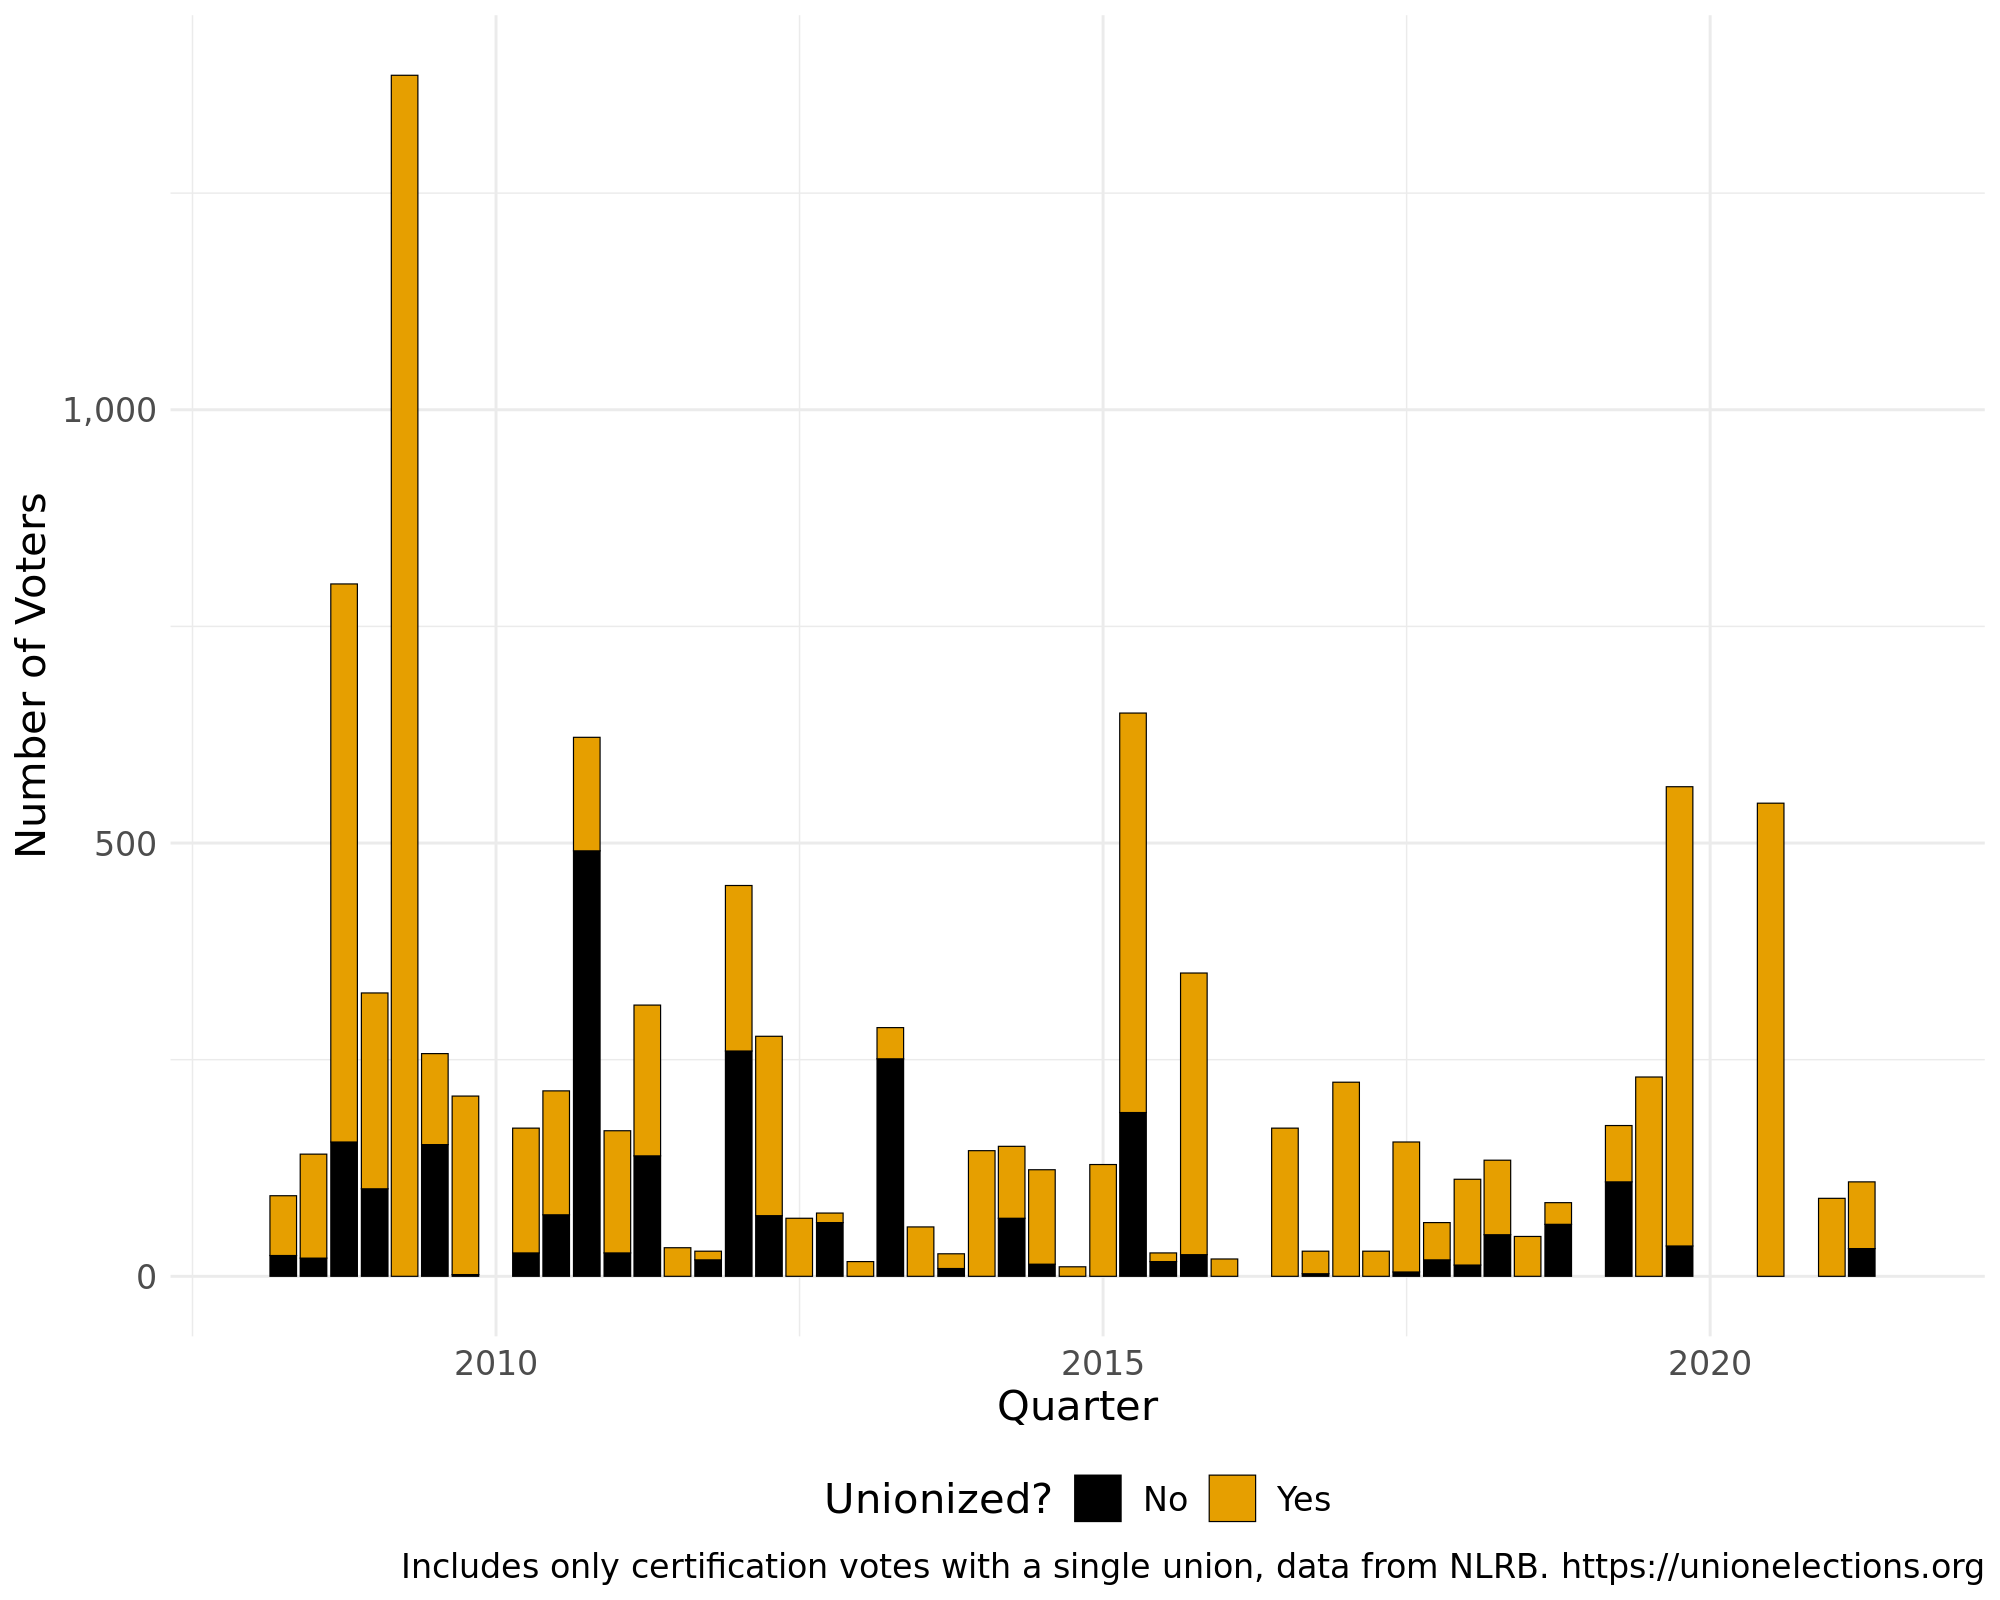 Number of Voters
1,000
500
0
2010 2015 2020
Quarter
Unionized? No Yes
Includes only certification votes with a single union, data from NLRB. https://unionelections.org